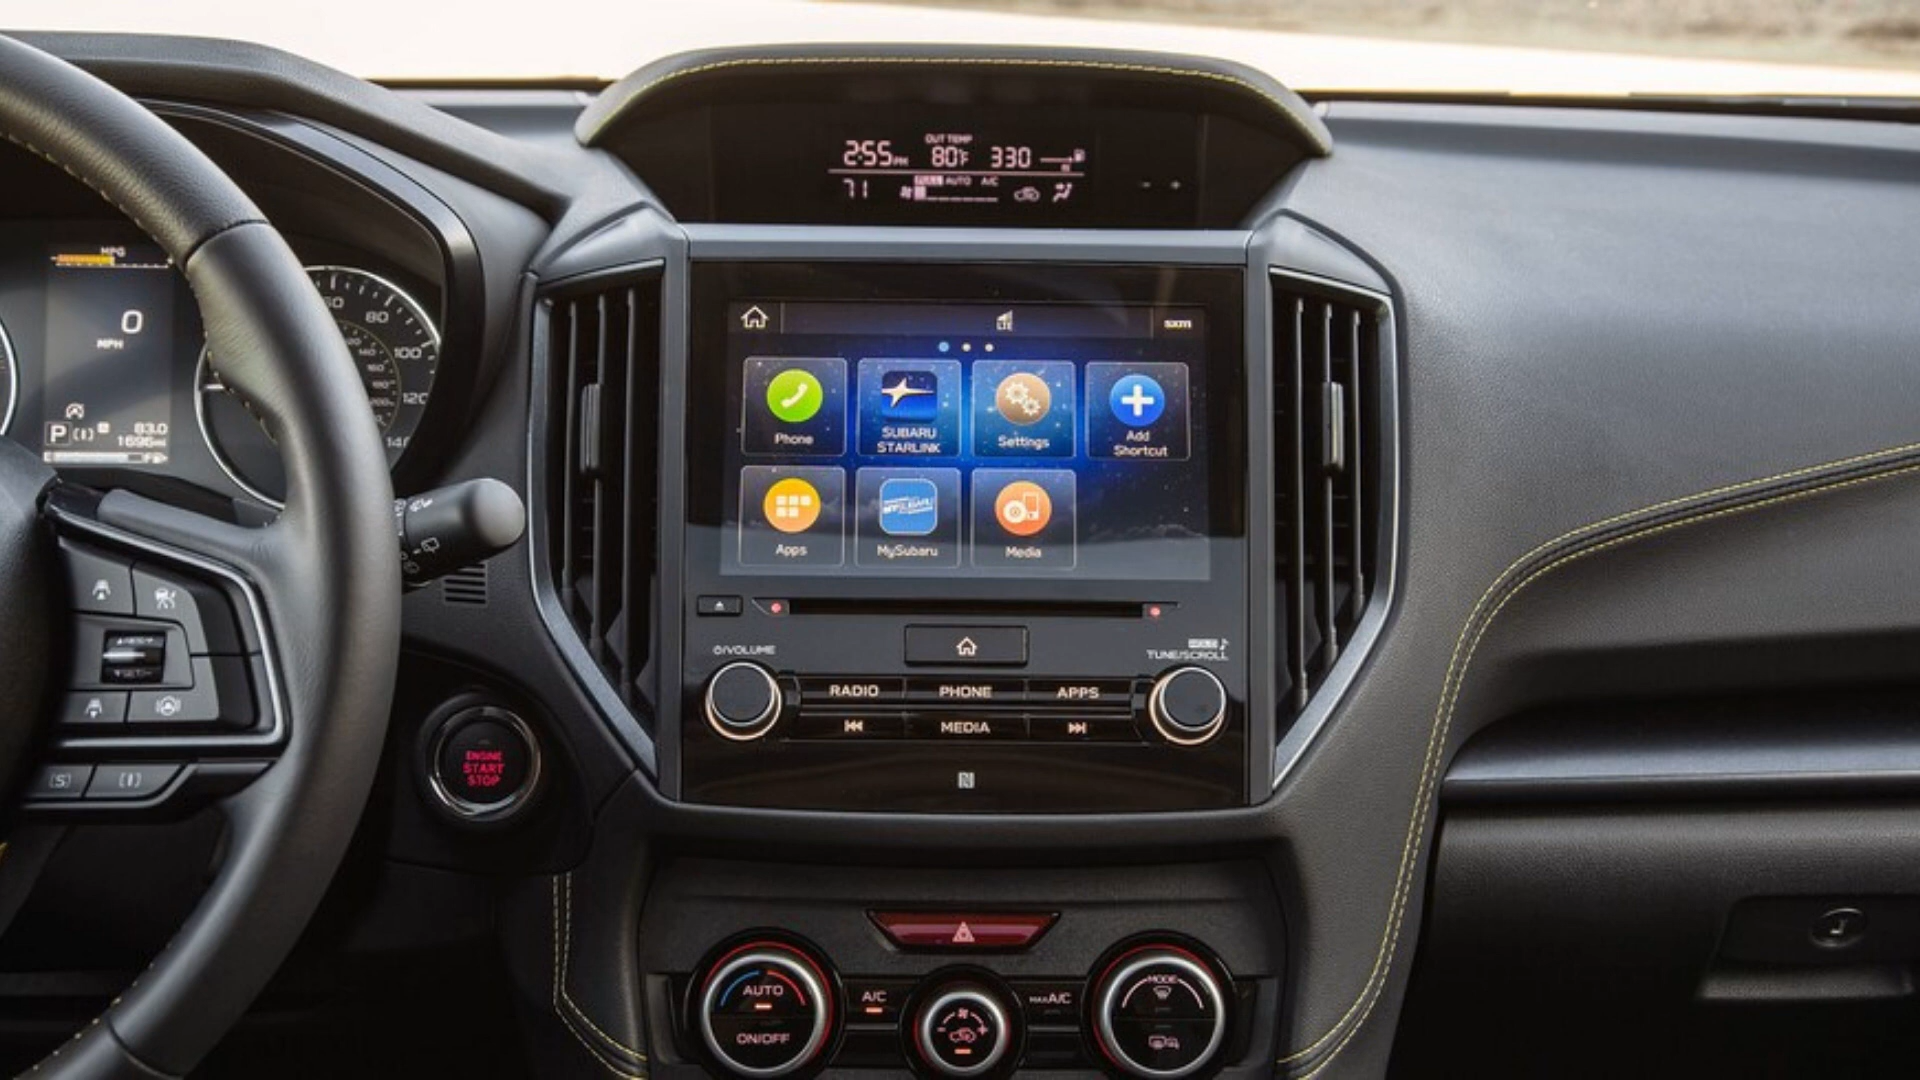 OUT TEMP
2:55PM 80°F 330
71 FULL AUTO A/C
MPG
0
MPH
P
83.0
1696mi
E F
60
80
100
120
140
LTE
sxm
Phone
SUBARU
STARLINK
Settings
Add
Shortcut
Apps
MySubaru
Media
VOLUME
TUNE/SCROLL
RADIO PHONE APPS
MEDIA
ENGINE
START
STOP
AUTO
ON/OFF
A/C
MAX A/C
MODE